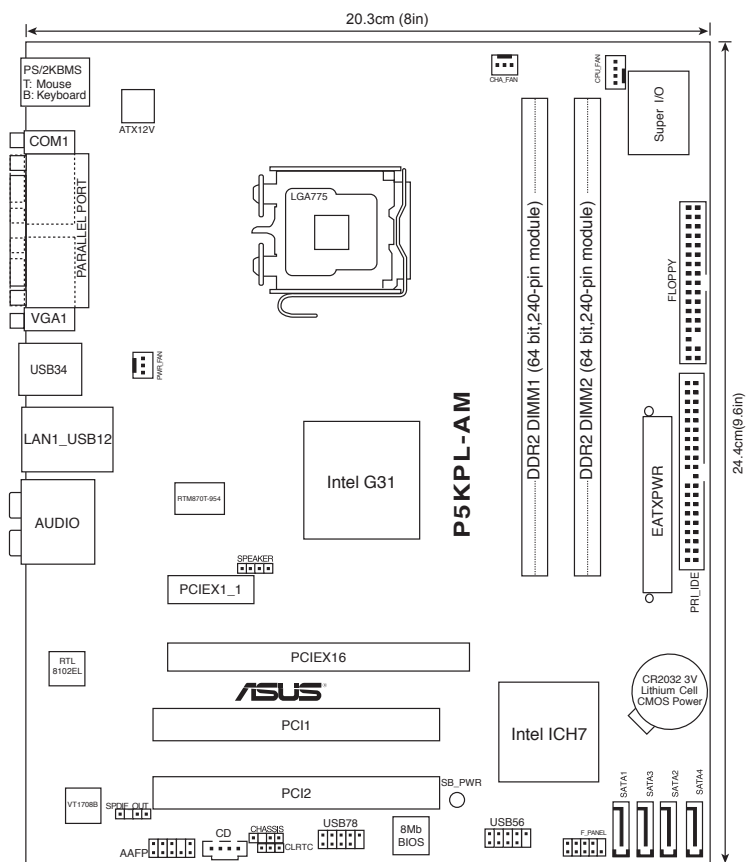 20.3cm (8in)
PS/2KBMS
T: Mouse
B: Keyboard
CHA_FAN
CPU_FAN
Super I/O
ATX12V
COM1
PARALLEL PORT
LGA775
VGA1
DDR2 DIMM1 (64 bit,240-pin module)
DDR2 DIMM2 (64 bit,240-pin module)
FLOPPY
24.4cm(9.6in)
PWR_FAN
USB34
LAN1_USB12
AUDIO
RTM870T-954
Intel G31
P5KPL-AM
EATXPWR
PRI_IDE
SPEAKER
PCIEX1_1
PCIEX16
RTL
8102EL
ASUS
®
CR2032 3V
Lithium Cell
CMOS Power
PCI1
Intel ICH7
PCI2
SB_PWR
SATA1
SATA3
SATA2
SATA4
VT1708B
SPDIF_OUT
AAFP
CD
CHASSIS
CLRTC
USB78
8Mb
BIOS
USB56
F_PANEL